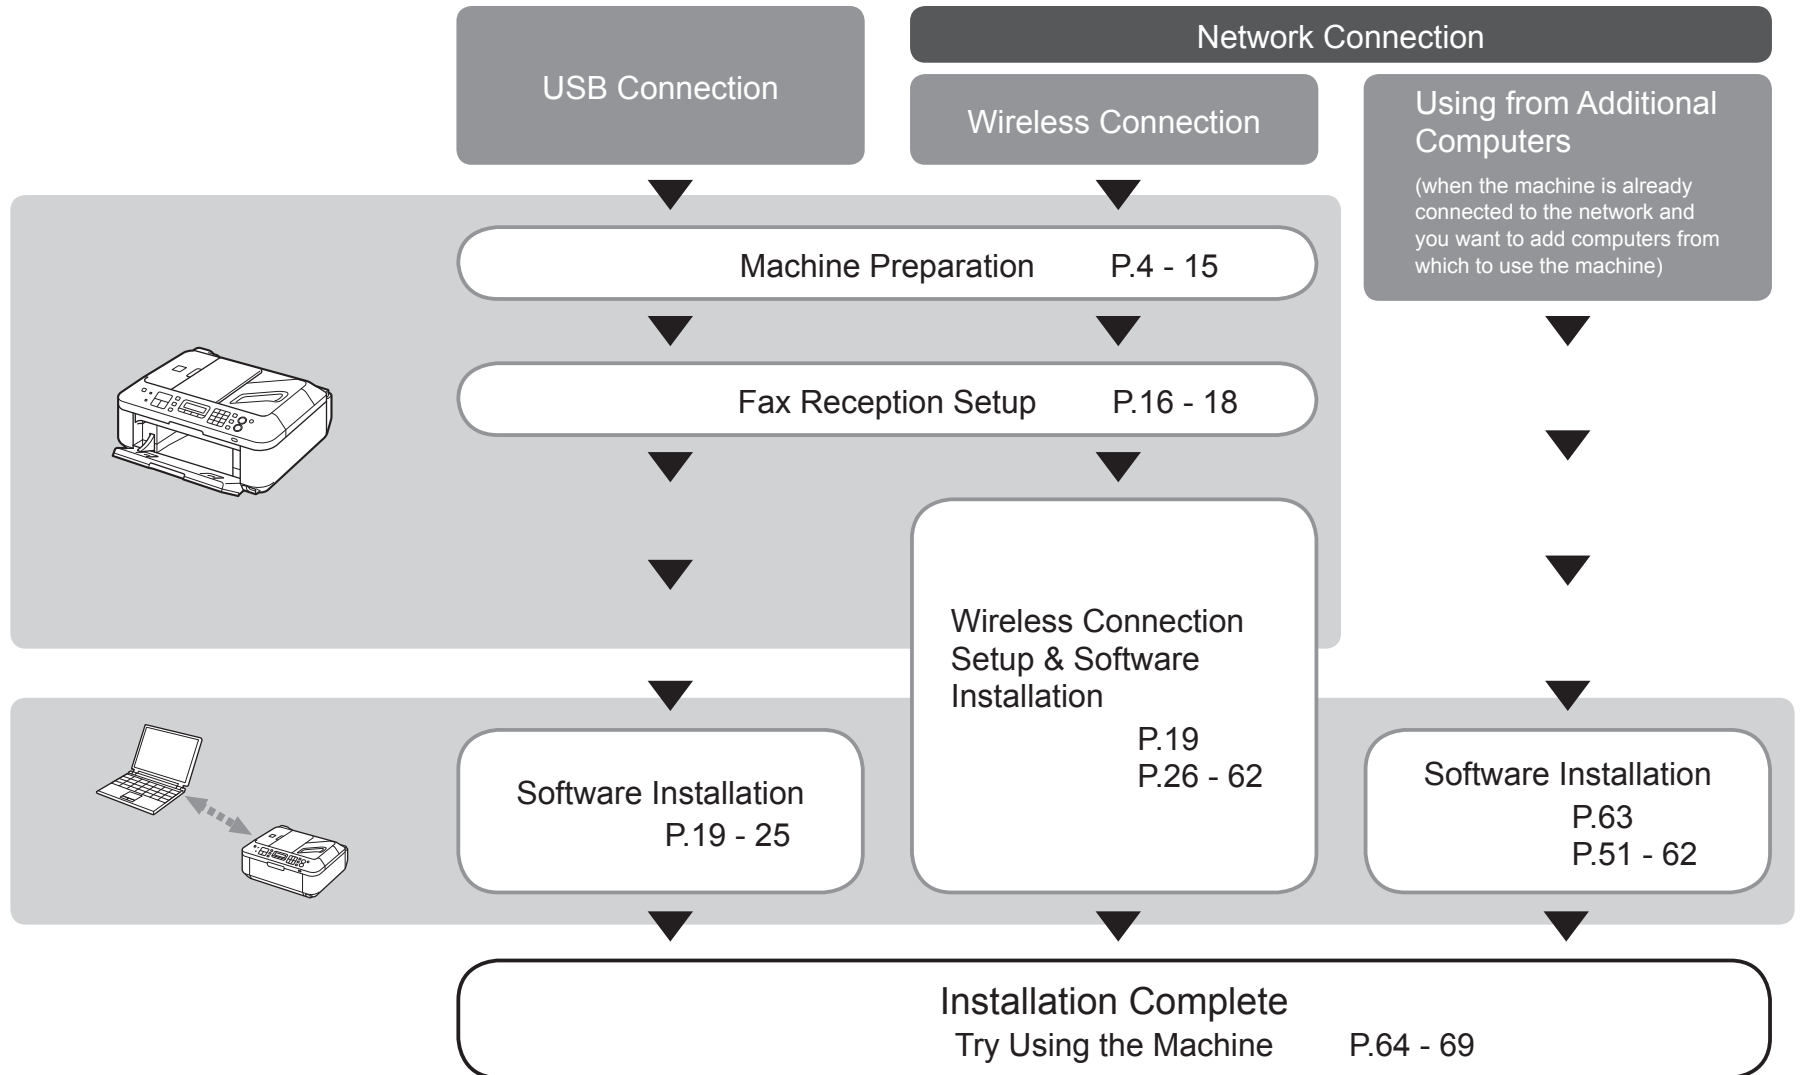 Network Connection
USB Connection
Wireless Connection
Using from Additional
Computers
(when the machine is already
connected to the network and
you want to add computers from
which to use the machine)
Machine Preparation P.4 - 15
Fax Reception Setup P.16 - 18
Wireless Connection
Setup & Software
Installation
P.19
P.26 - 62
Software Installation
P.19 - 25
Software Installation
P.63
P.51 - 62
Installation Complete
Try Using the Machine P.64 - 69